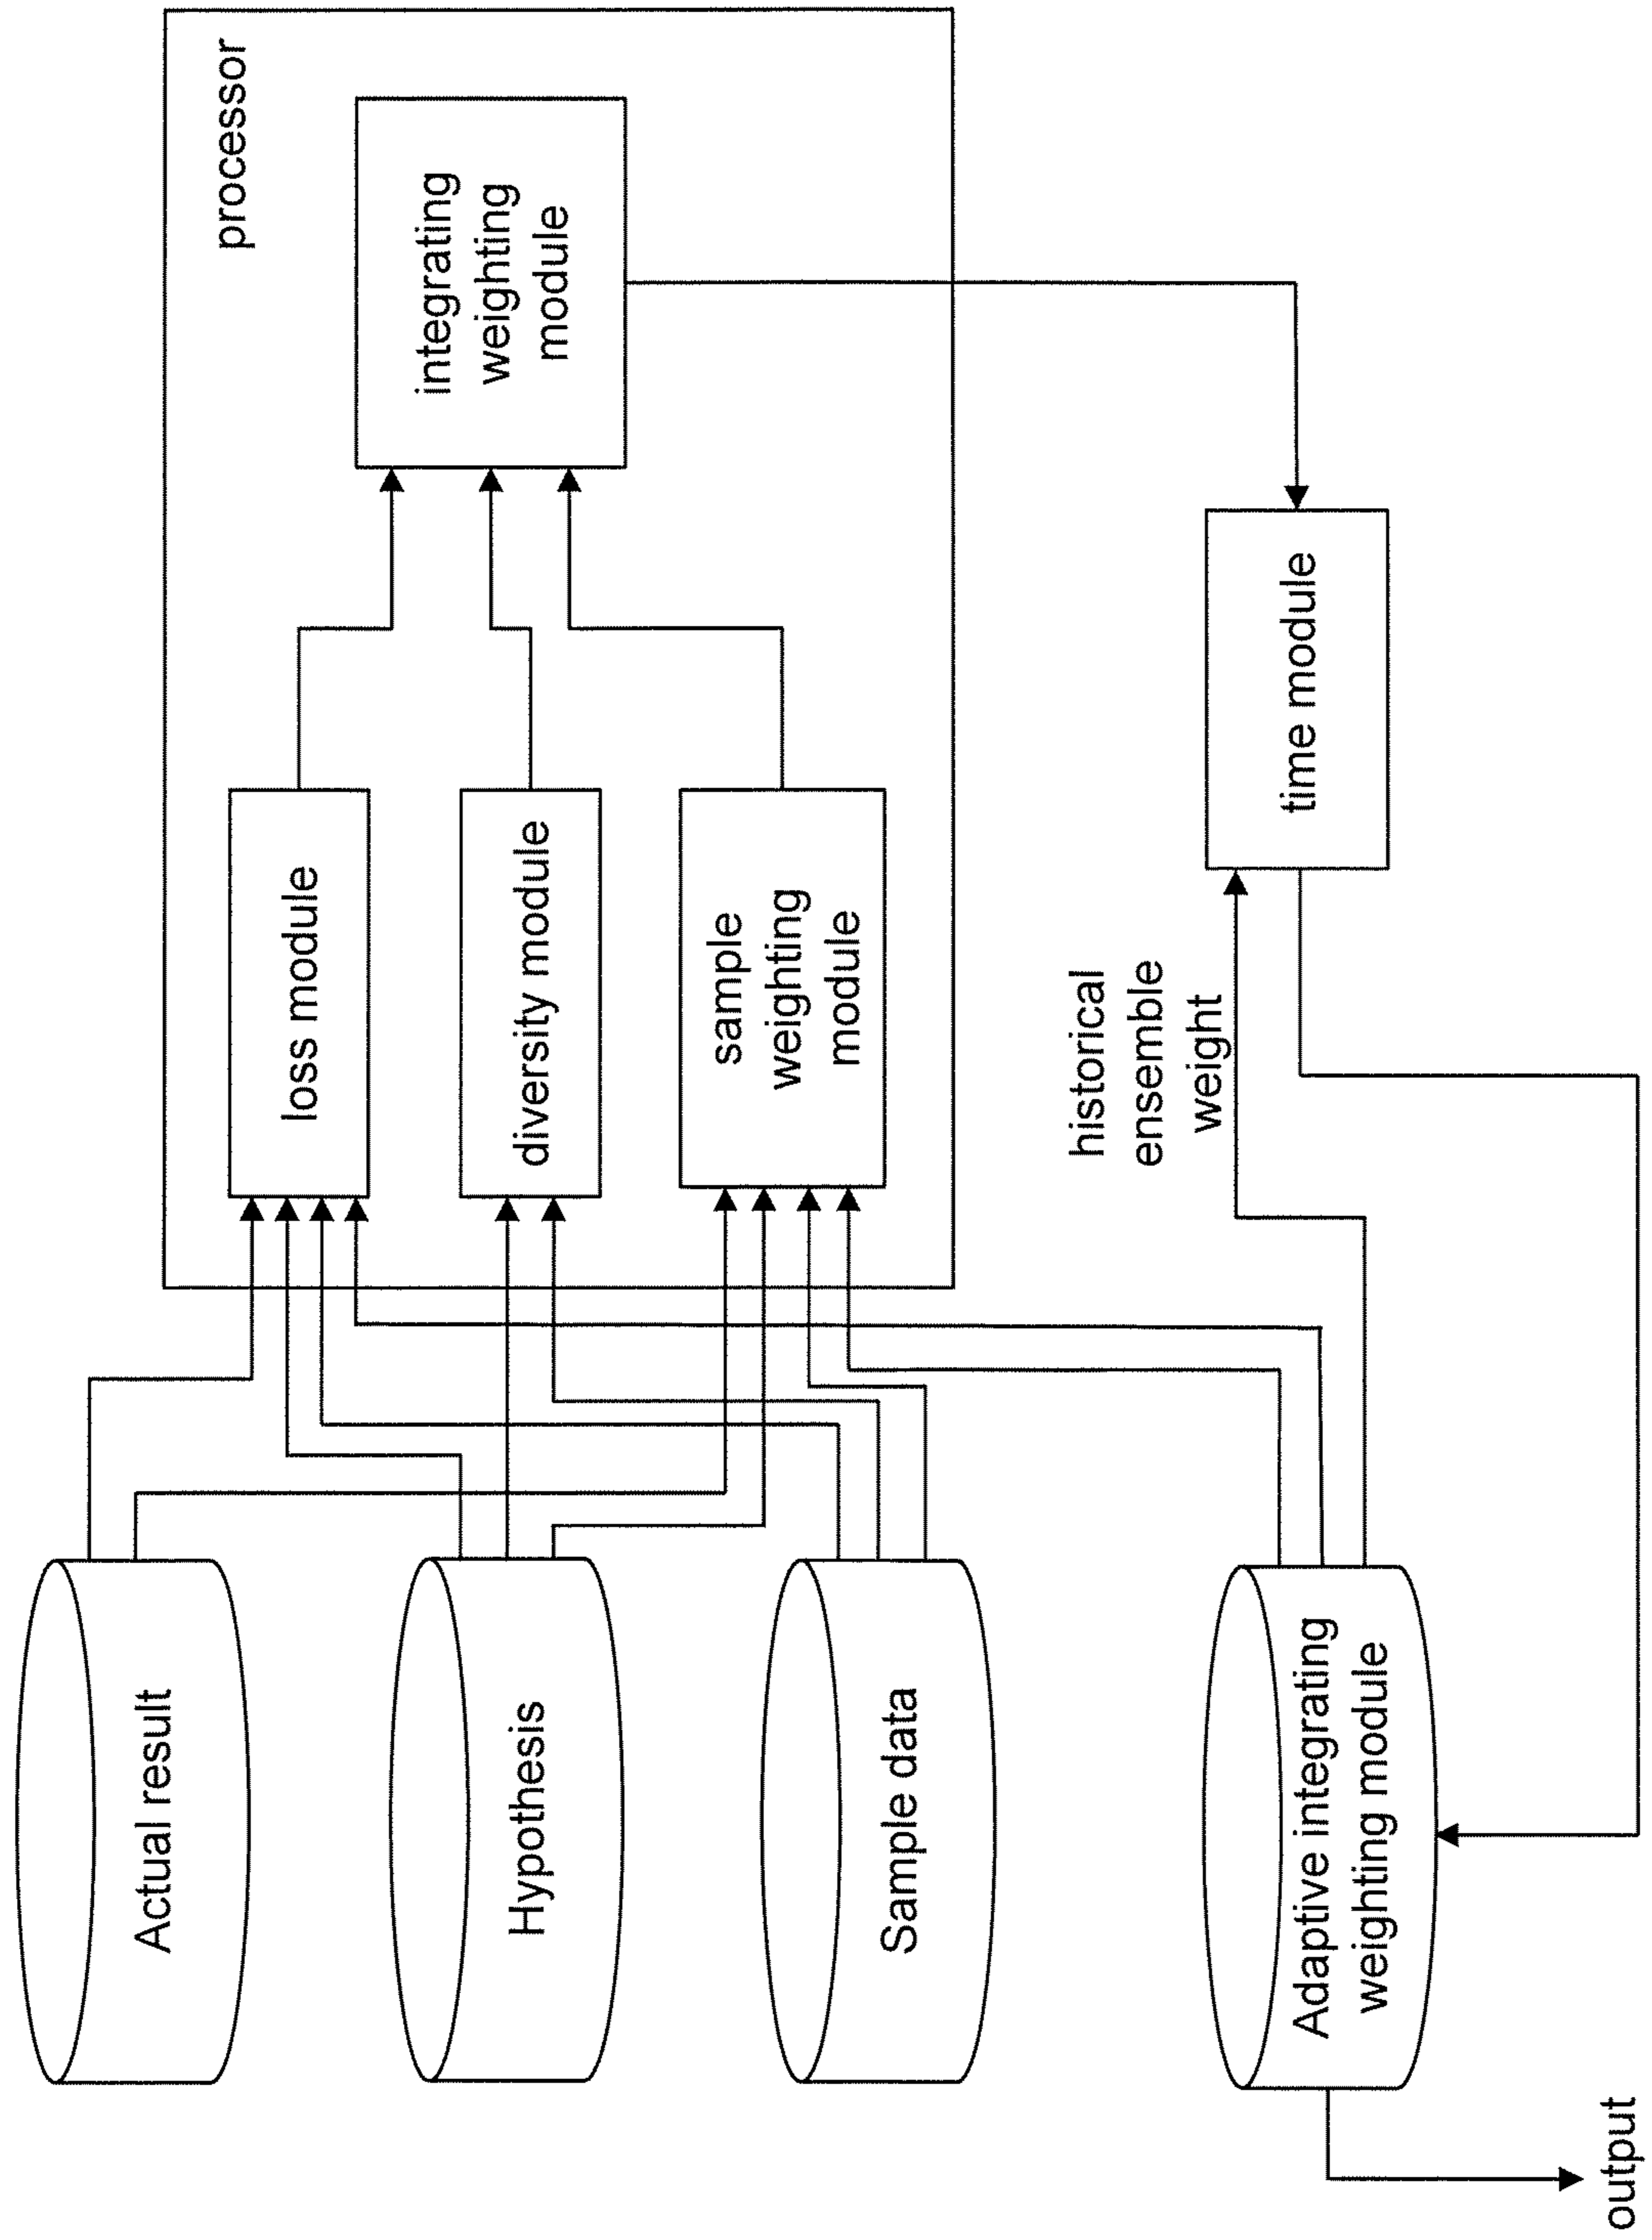 processor
Actual result
loss module
integrating
weighting
module
Hypothesis
diversity module
Sample data
sample
weighting
module
historical
ensemble
weight
time module
Adaptive integrating
weighting module
output